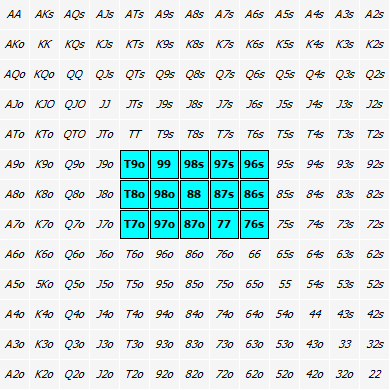 AA AKs AQs AJs ATs A9s A8s A7s A6s A5s A4s A3s A2s
AKo KK KQs KJs KTs K9s K8s K7s K6s K5s K4s K3s K2s
AQo KQo QQ QJs QTs Q9s Q8s Q7s Q6s Q5s Q4s Q3s Q2s
AJo KJO QJO JJ JTs J9s J8s J7s J6s J5s J4s J3s J2s
ATo KTo QTO JTo TT T9s T8s T7s T6s T5s T4s T3s T2s
A9o K9o Q9o J9o T9o 99 98s 97s 96s 95s 94s 93s 92s
A8o K8o Q8o J8o T8o 98o 88 87s 86s 85s 84s 83s 82s
A7o K7o Q7o J7o T7o 97o 87o 77 76s 75s 74s 73s 72s
A6o K6o Q6o J6o T6o 96o 86o 76o 66 65s 64s 63s 62s
A5o 5Ko Q5o J5o T5o 95o 85o 75o 65o 55 54s 53s 52s
A4o K4o Q4o J4o T4o 94o 84o 74o 64o 54o 44 43s 42s
A3o K3o Q3o J3o T3o 93o 83o 73o 63o 53o 43o 33 32s
A2o K2o Q2o J2o T2o 92o 82o 72o 62o 52o 42o 32o 22